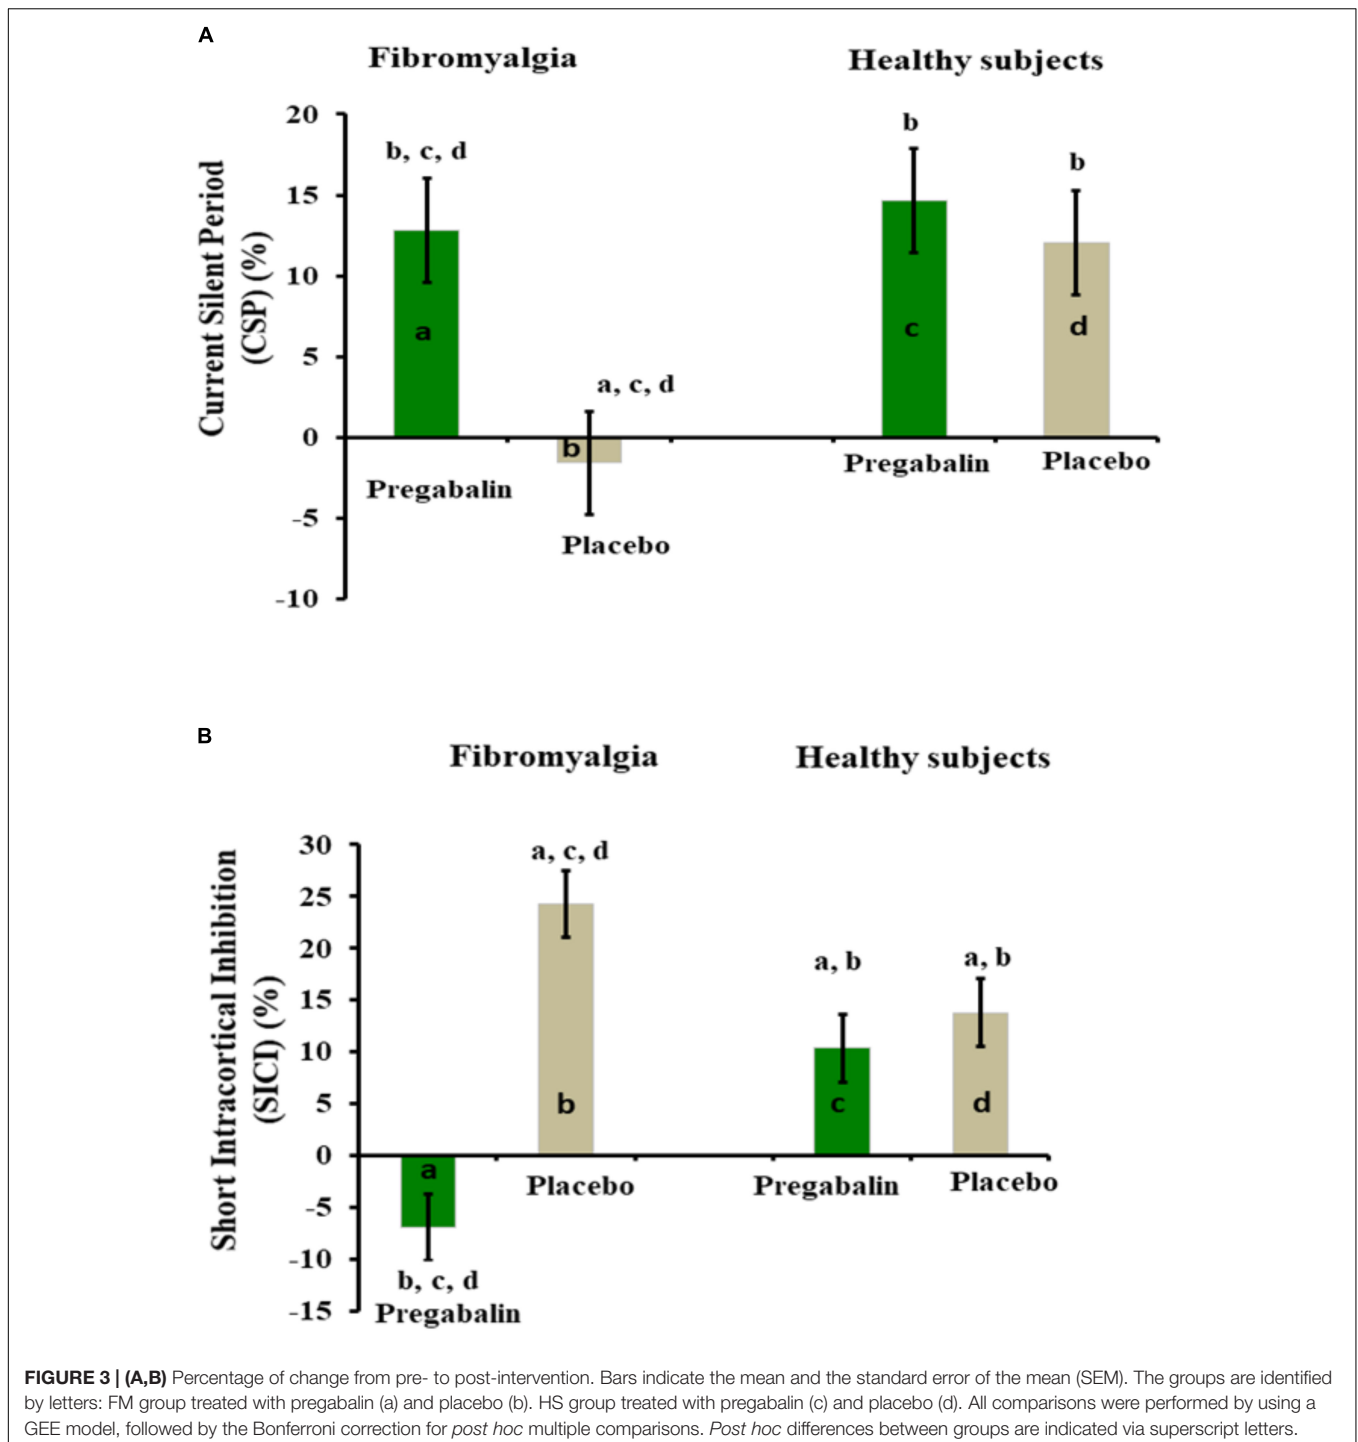 A
Fibromyalgia
Healthy subjects
Current Silent Period
(CSP) (%)
20
15
10
5
0
-5
-10
b, c, d
a
a, c, d
b
b
c
b
d
Pregabalin
Placebo
Pregabalin
Placebo
B
Fibromyalgia
Healthy subjects
Short Intracortical Inhibition
(SICI) (%)
30
25
20
15
10
5
0
-5
-10
-15
a
b, c, d
Pregabalin
a, c, d
b
Placebo
a, b
c
Pregabalin
a, b
d
Placebo
FIGURE 3 | (A,B) Percentage of change from pre- to post-intervention. Bars indicate the mean and the standard error of the mean (SEM). The groups are identified
by letters: FM group treated with pregabalin (a) and placebo (b). HS group treated with pregabalin (c) and placebo (d). All comparisons were performed by using a
GEE model, followed by the Bonferroni correction for post hoc multiple comparisons. Post hoc differences between groups are indicated via superscript letters.